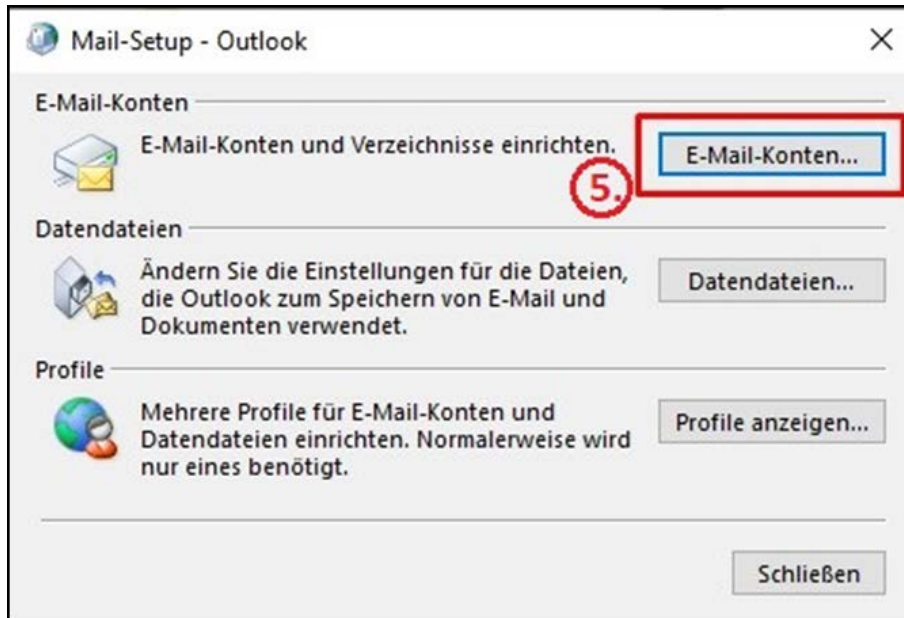 Mail-Setup - Outlook
E-Mail-Konten
E-Mail-Konten und Verzeichnisse einrichten.
E-Mail-Konten...
5.
Datendateien
Ändern Sie die Einstellungen für die Dateien,
die Outlook zum Speichern von E-Mail und
Dokumenten verwendet.
Datendateien...
Profile
Mehrere Profile für E-Mail-Konten und
Datendateien einrichten. Normalerweise wird
nur eines benötigt.
Profile anzeigen...
Schließen